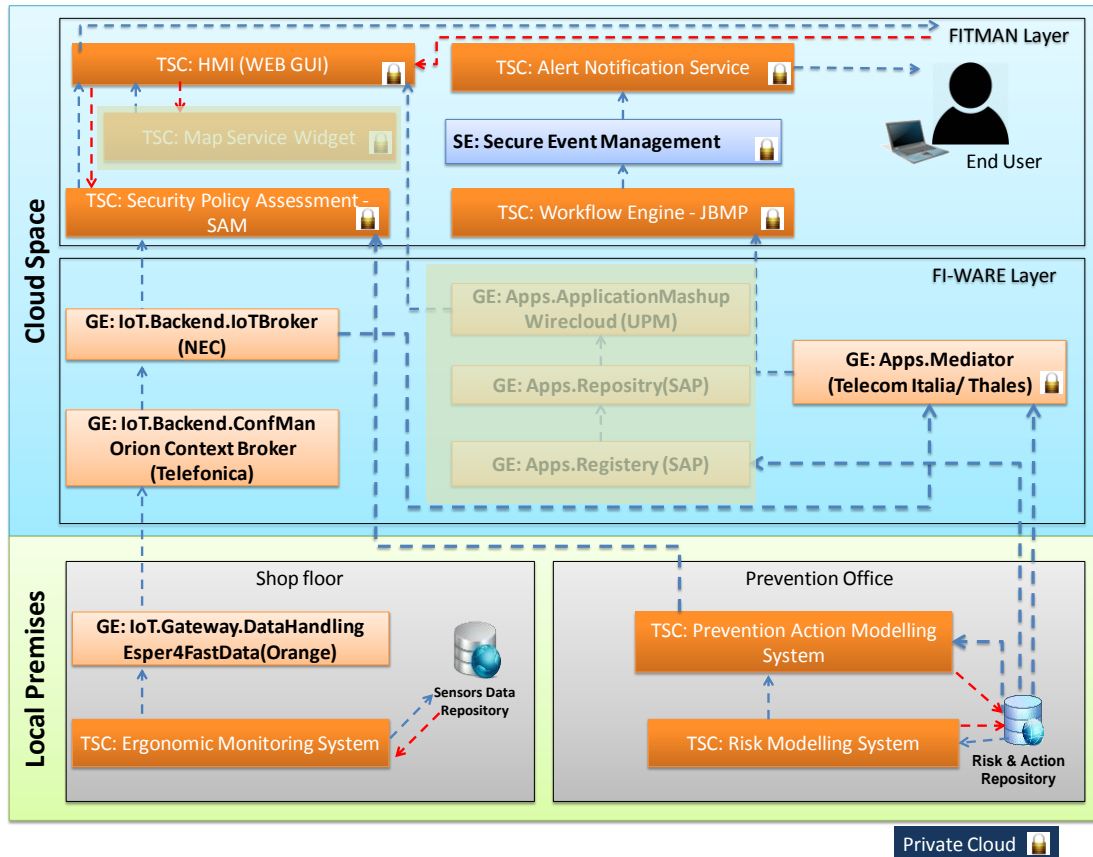 FITMAN Layer
TSC: HMI (WEB GUI)
TSC: Alert Notification Service
TSC: Map Service Widget
SE: Secure Event Management
End User
TSC: Security Policy Assessment -
SAM
TSC: Workflow Engine - JBMP
Cloud Space
FI-WARE Layer
GE: Apps.ApplicationMashup
Wirecloud (UPM)
GE: IoT.Backend.IoTBroker
(NEC)
GE: Apps.Mediator
(Telecom Italia/ Thales)
GE: Apps.Repositry(SAP)
GE: IoT.Backend.ConfMan
Orion Context Broker
(Telefonica)
GE: Apps.Registery (SAP)
Local Premises
Shop floor
GE: IoT.Gateway.DataHandling
Esper4FastData(Orange)
Sensors Data
Repository
TSC: Ergonomic Monitoring System
Prevention Office
TSC: Prevention Action Modelling
System
TSC: Risk Modelling System
Risk & Action
Repository
Private Cloud